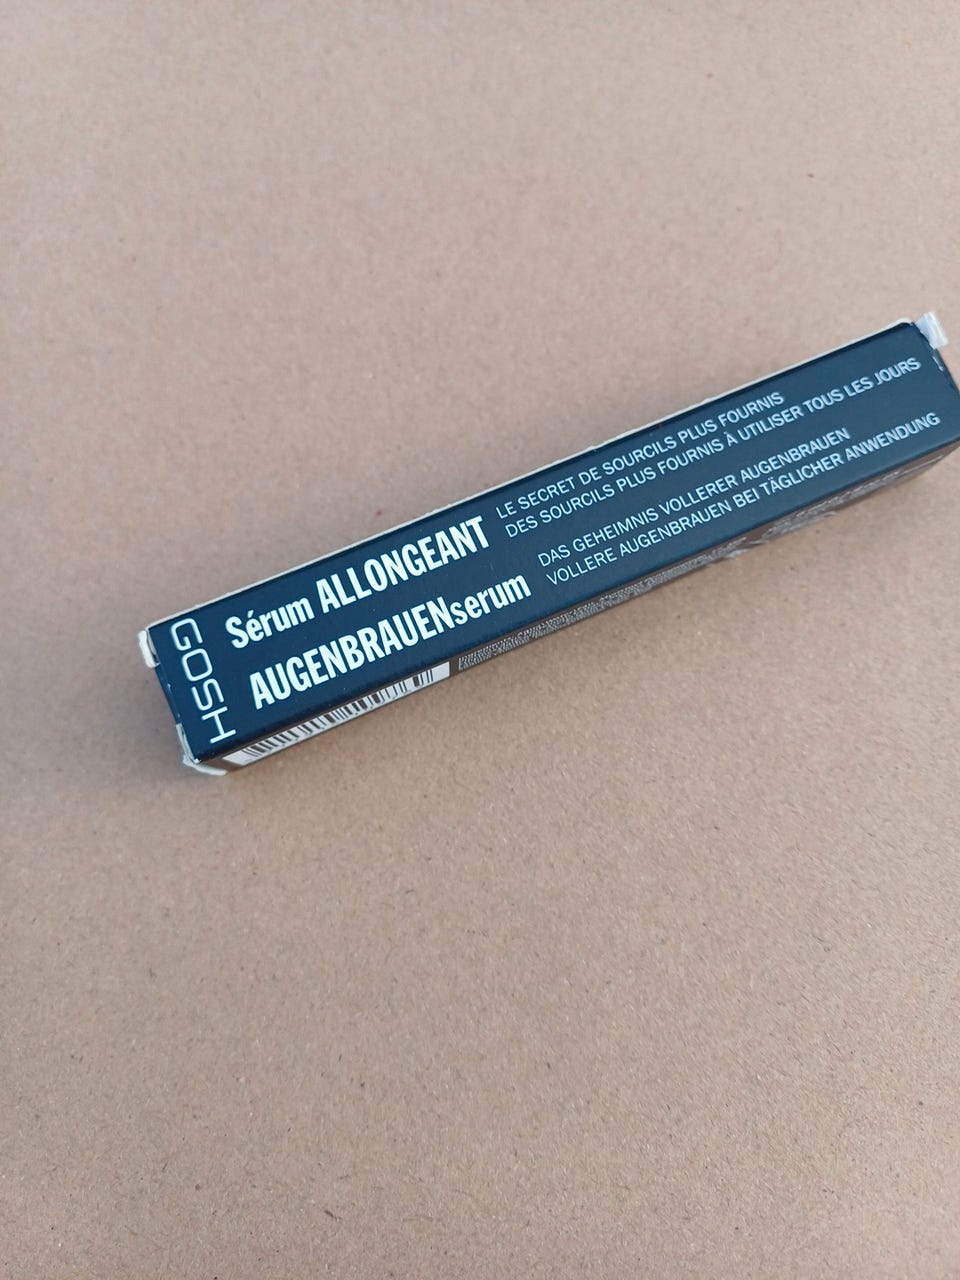 GOSH
Sérum ALLONGEANT
LE SECRET DE SOURCILS PLUS FOURNIS
DES SOURCILS PLUS FOURNIS À UTILISER TOUS LES JOURS
AUGENBRAUENserum
DAS GEHEIMNIS VOLLERER AUGENBRAUEN
VOLLERE AUGENBRAUEN BEI TÄGLICHER ANWENDUNG